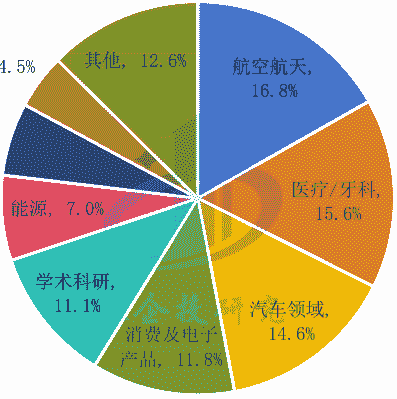 其他, 12.6%
航空航天,
16.8%
4.5%
医疗/牙科,
15.6%
能源, 7.0%
学术科研,
11.1%
汽车领域,
14.6%
消费及电子
产品, 11.8%